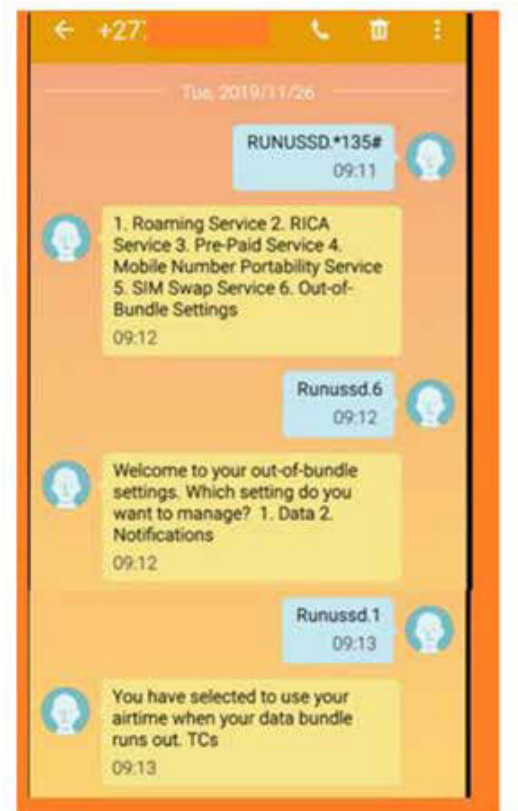 +27
Tue, 2019/11/26
RUNUSSD.*135#
09:11
1. Roaming Service 2. RICA
Service 3. Pre-Paid Service 4.
Mobile Number Portability Service
5. SIM Swap Service 6. Out-of-
Bundle Settings
09:12
Runussd.6
09:12
Welcome to your out-of-bundle
settings. Which setting do you
want to manage? 1. Data 2.
Notifications
09:12
Runussd.1
09:13
You have selected to use your
airtime when your data bundle
runs out. TCs
09:13